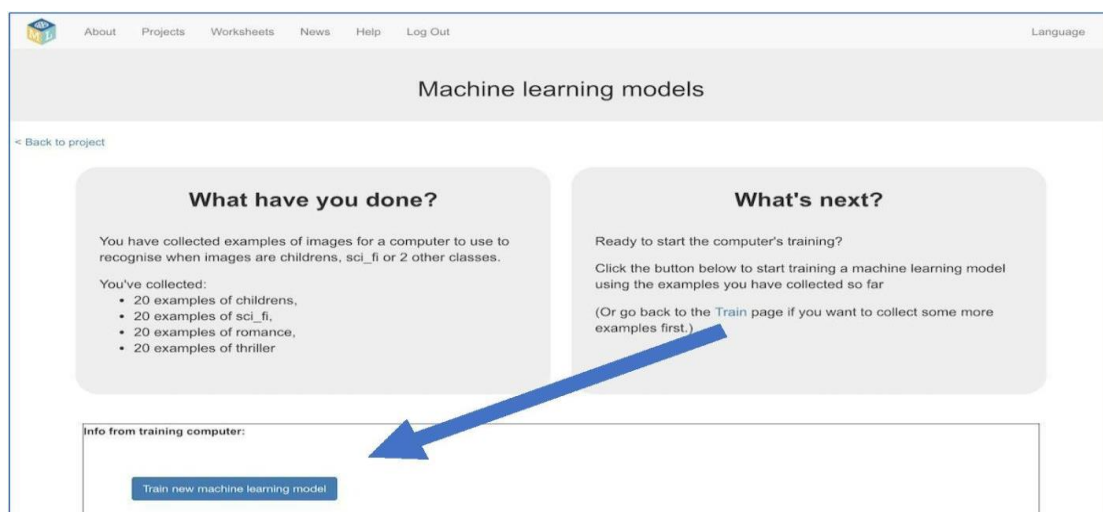 About Projects Worksheets News Help Log Out Language
Machine learning models
< Back to project
What have you done?
You have collected examples of images for a computer to use to
recognise when images are childrens, sci_fi or 2 other classes.
You've collected:
• 20 examples of childrens,
• 20 examples of sci_fi,
• 20 examples of romance,
• 20 examples of thriller
What's next?
Ready to start the computer's training?
Click the button below to start training a machine learning model
using the examples you have collected so far
(Or go back to the Train page if you want to collect some more
examples first.)
Info from training computer:
Train new machine learning model